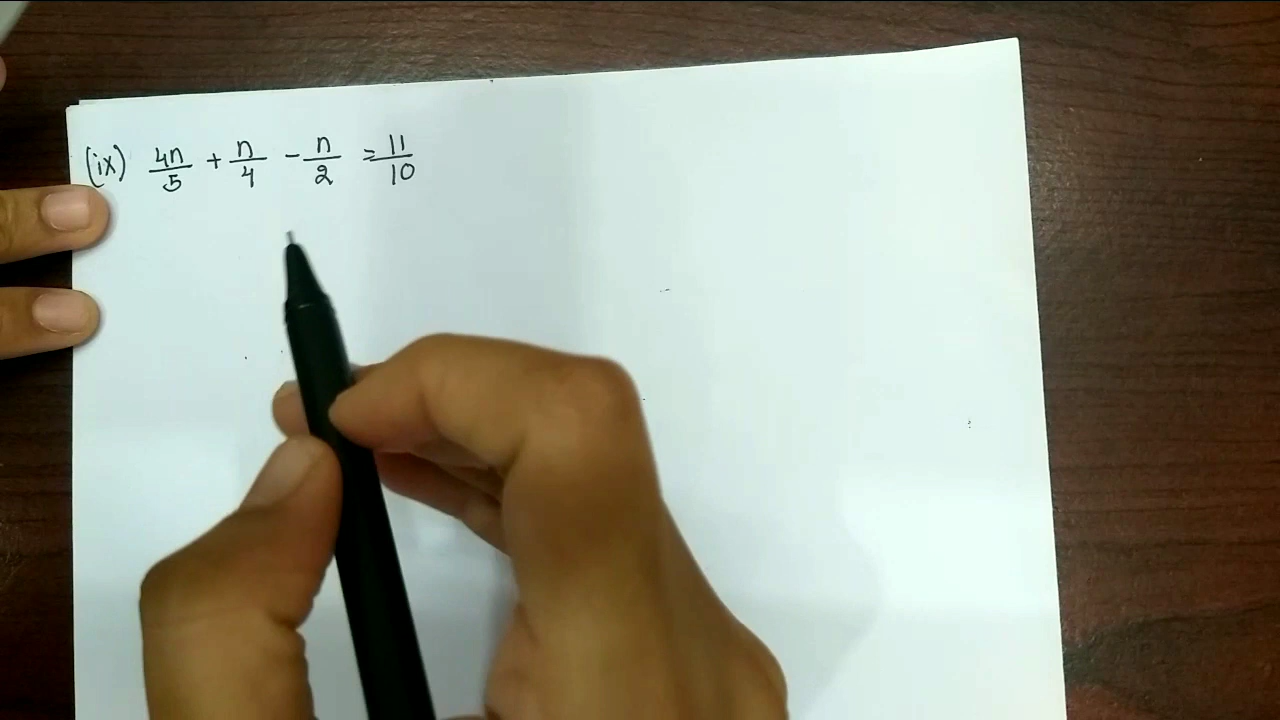 (ix) 4n/5 + n/4 - n/2 = 11/10